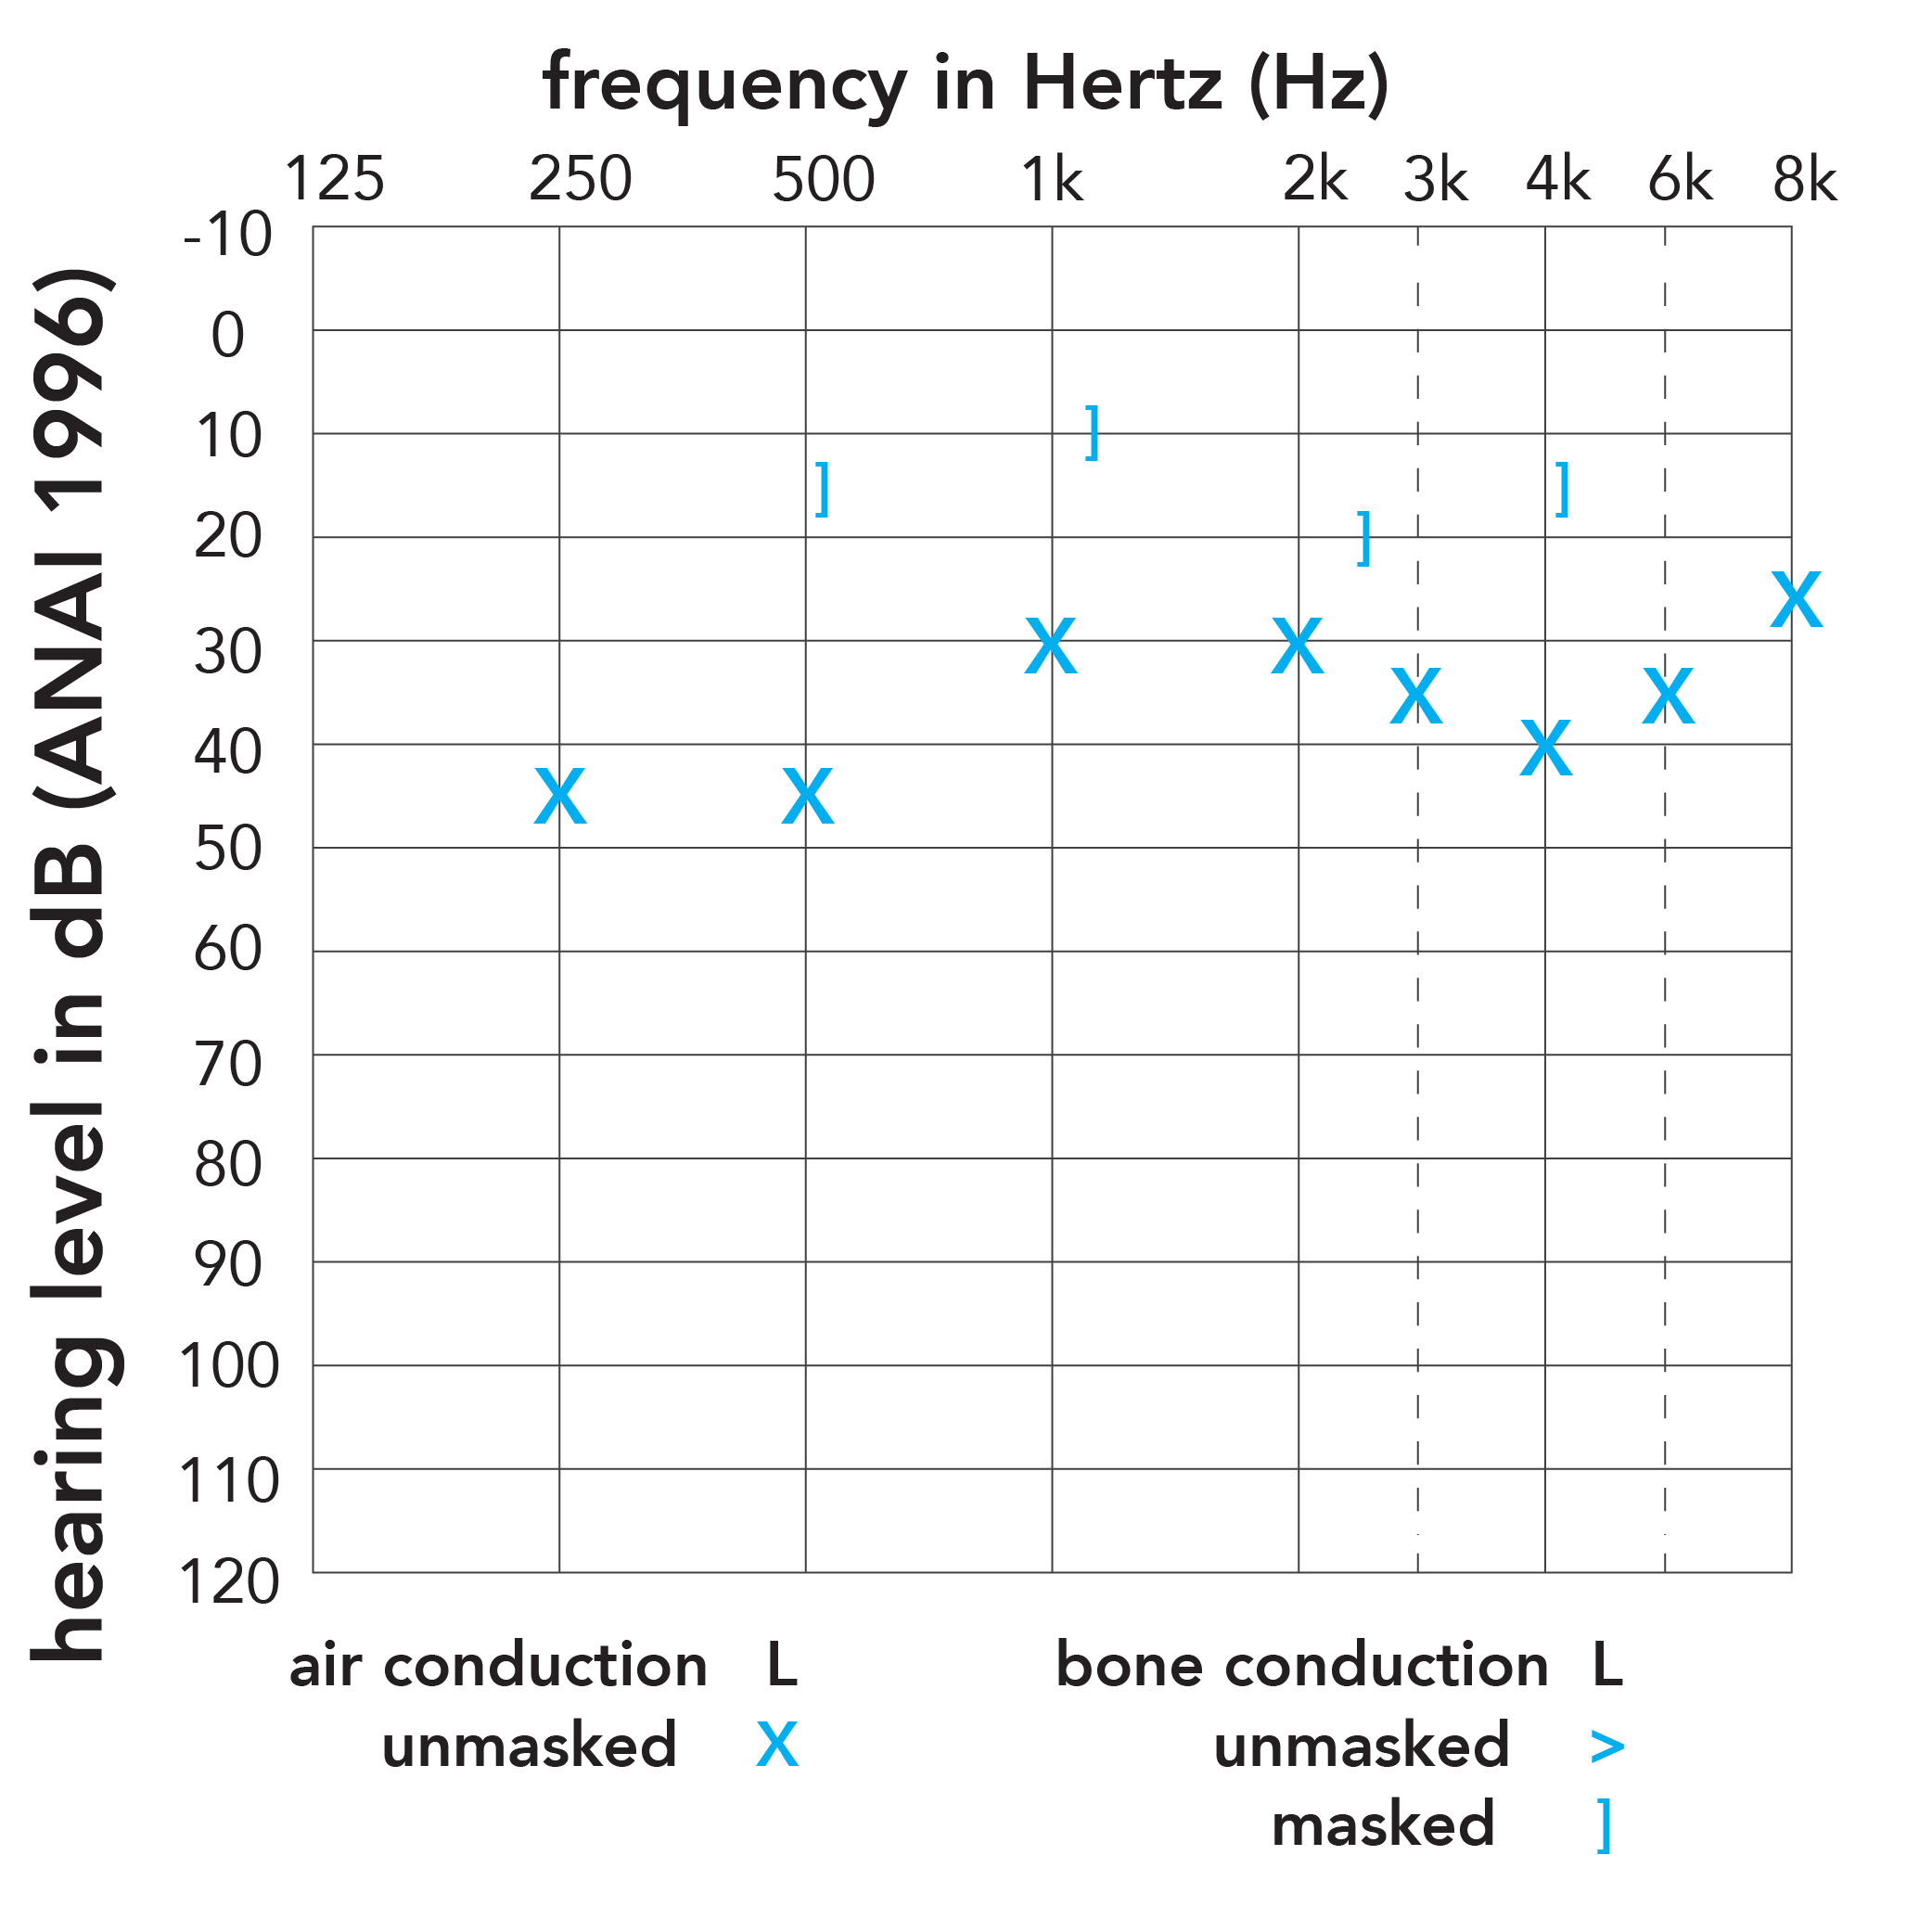 frequency in Hertz (Hz)
125 250 500 1k 2k 3k 4k 6k 8k
hearing level in dB (ANAI 1996)
-10
0
10
20
30
40
50
60
70
80
90
100
110
120
] ] ] ]
X X X X X X X X
air conduction L bone conduction L
unmasked X unmasked >
masked ]